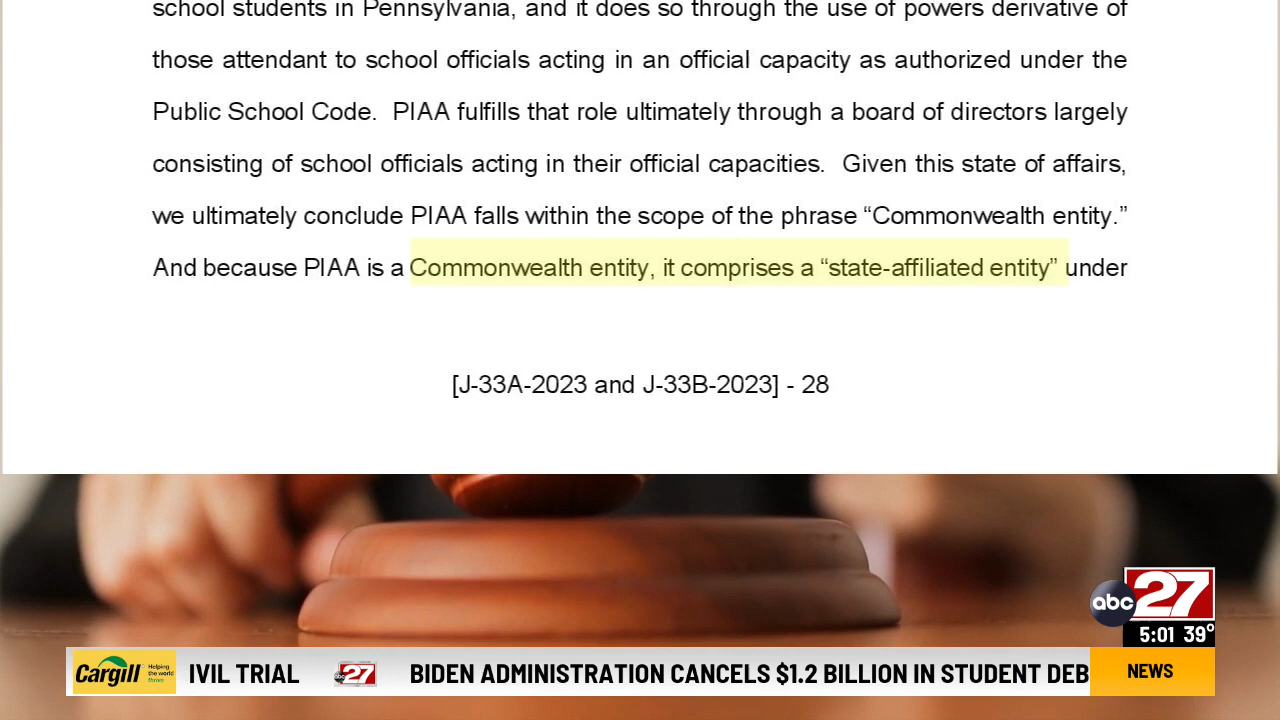 school students in Pennsylvania, and it does so through the use of powers derivative of
those attendant to school officials acting in an official capacity as authorized under the
Public School Code.  PIAA fulfills that role ultimately through a board of directors largely
consisting of school officials acting in their official capacities.  Given this state of affairs,
we ultimately conclude PIAA falls within the scope of the phrase “Commonwealth entity.”
And because PIAA is a Commonwealth entity, it comprises a “state-affiliated entity” under
[J-33A-2023 and J-33B-2023] - 28
abc 27
5:01 39°
Cargill Helping the world thrive
IVIL TRIAL abc 27 BIDEN ADMINISTRATION CANCELS $1.2 BILLION IN STUDENT DEB
NEWS